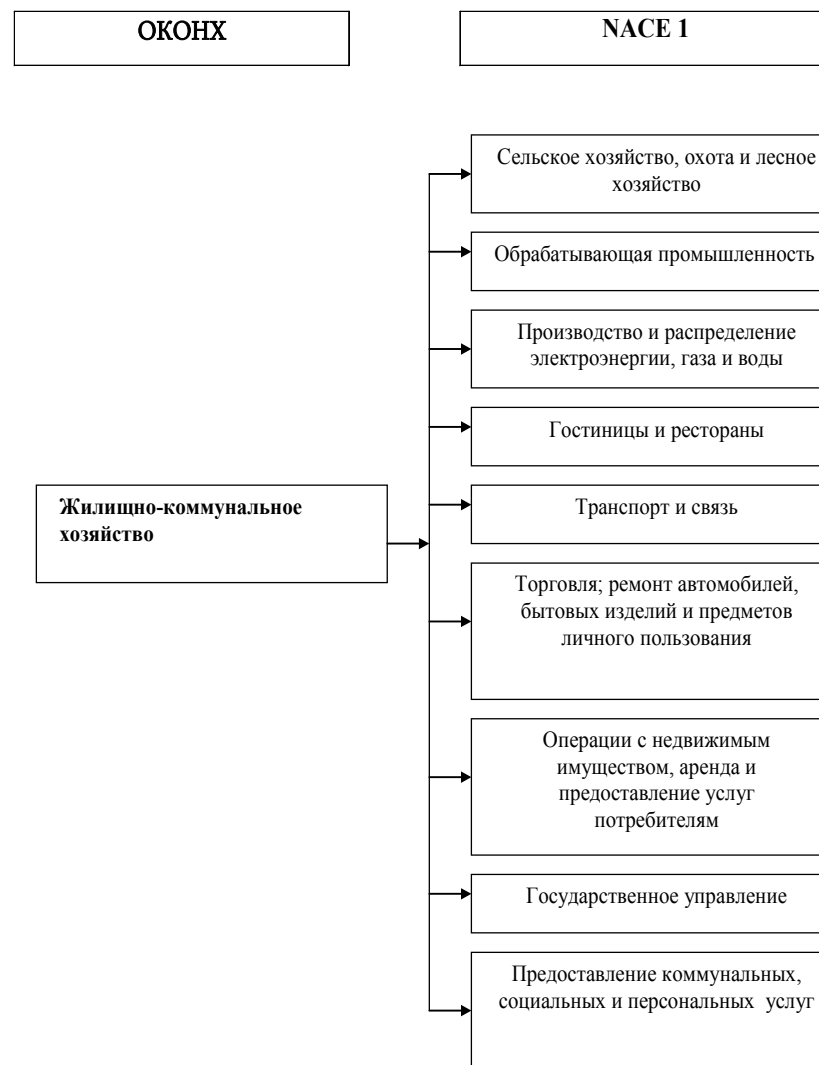 ОКОНХ
NACE 1
Сельское хозяйство, охота и лесное
хозяйство
Обрабатывающая промышленность
Производство и распределение
электроэнергии, газа и воды
Гостиницы и рестораны
Жилищно-коммунальное
хозяйство
Транспорт и связь
Торговля; ремонт автомобилей,
бытовых изделий и предметов
личного пользования
Операции с недвижимым
имуществом, аренда и
предоставление услуг
потребителям
Государственное управление
Предоставление коммунальных,
социальных и персональных услуг